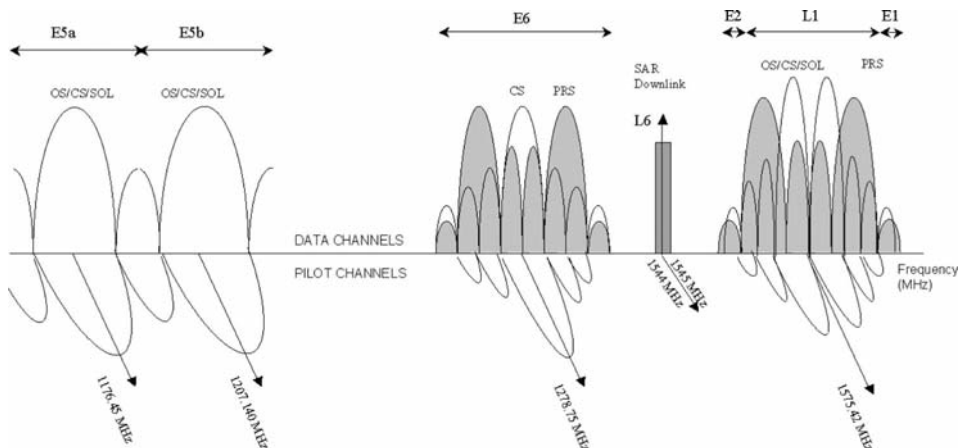 E5a
E5b
E6
E2
L1
E1
OS/CS/SOL
OS/CS/SOL
CS
PRS
SAR
Downlink
OS/CS/SOL
PRS
L6
DATA CHANNELS
PILOT CHANNELS
Frequency
(MHz)
1176.45 MHz
1207.140 MHz
1278.75 MHz
1544 MHz
1545 MHz
1575.42 MHz